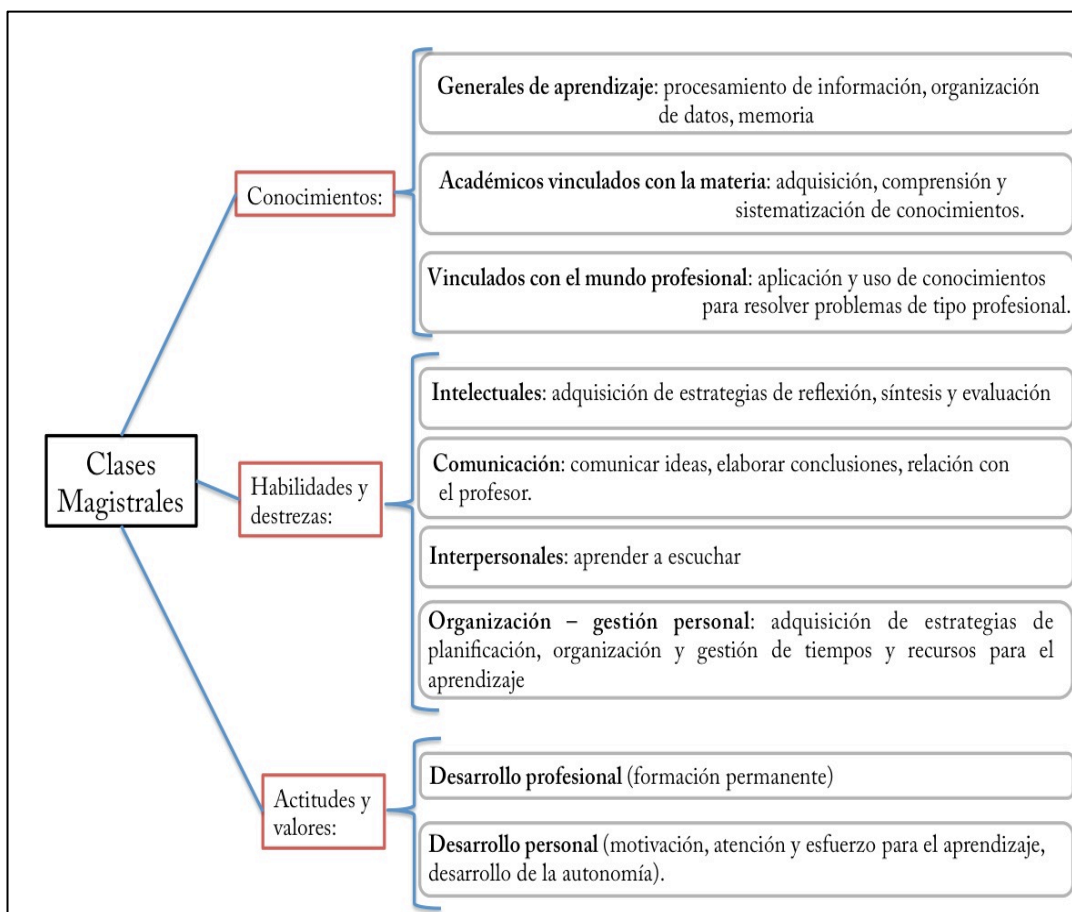 Clases
Magistrales
Conocimientos:
Generales de aprendizaje: procesamiento de información, organización
de datos, memoria
Académicos vinculados con la materia: adquisición, comprensión y
sistematización de conocimientos.
Vinculados con el mundo profesional: aplicación y uso de conocimientos
para resolver problemas de tipo profesional.
Habilidades y
destrezas:
Intelectuales: adquisición de estrategias de reflexión, síntesis y evaluación
Comunicación: comunicar ideas, elaborar conclusiones, relación con
el profesor.
Interpersonales: aprender a escuchar
Organización – gestión personal: adquisición de estrategias de
planificación, organización y gestión de tiempos y recursos para el
aprendizaje
Actitudes y
valores:
Desarrollo profesional (formación permanente)
Desarrollo personal (motivación, atención y esfuerzo para el aprendizaje,
desarrollo de la autonomía).